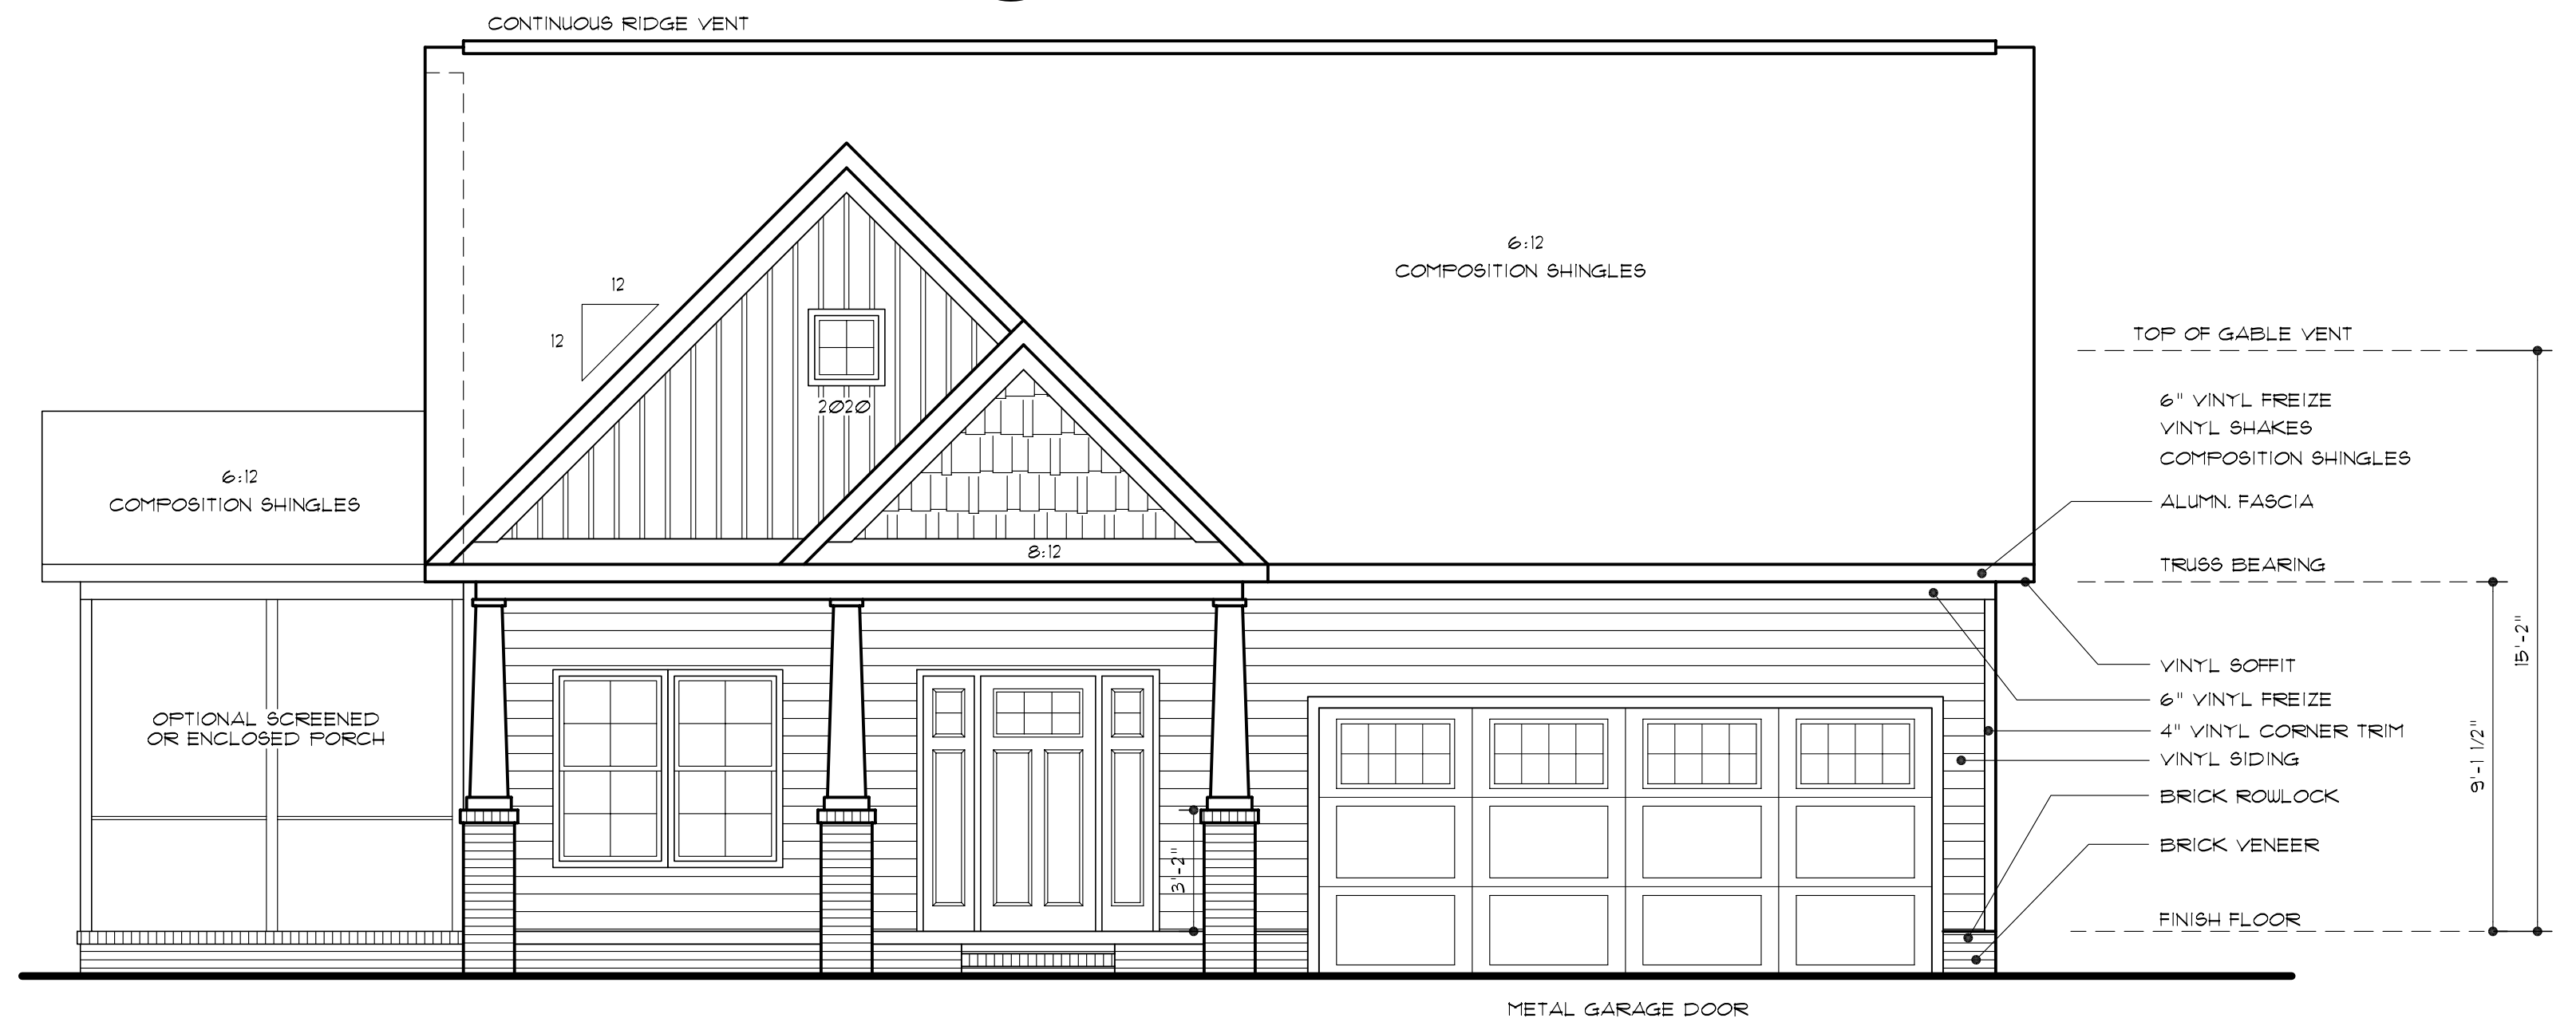 CONTINUOUS RIDGE VENT
12
12
6:12
COMPOSITION SHINGLES
TOP OF GABLE VENT
2020
6" VINYL FREIZE
VINYL SHAKES
COMPOSITION SHINGLES
ALUMN. FASCIA
6:12
COMPOSITION SHINGLES
8:12
TRUSS BEARING
15'-2"
VINYL SOFFIT
6" VINYL FREIZE
OPTIONAL SCREENED
OR ENCLOSED PORCH
4" VINYL CORNER TRIM
VINYL SIDING
9'-1 1/2"
BRICK ROWLOCK
BRICK VENEER
3'-2"
FINISH FLOOR
METAL GARAGE DOOR